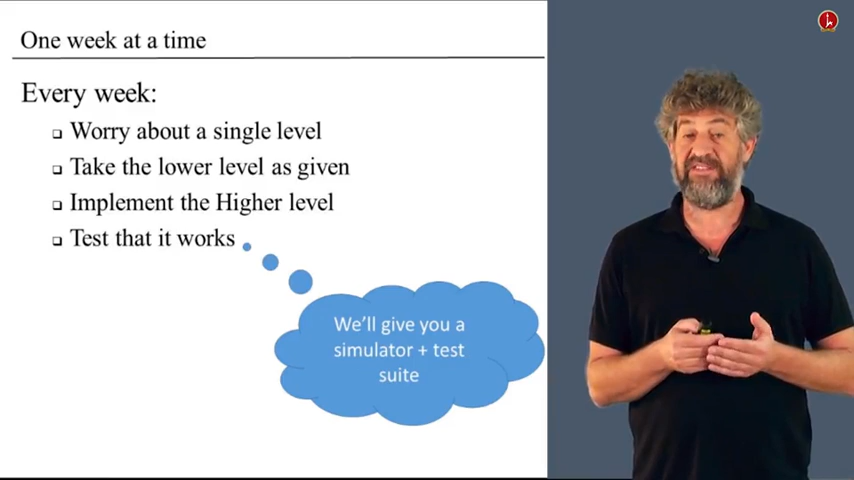 One week at a time
Every week:
Worry about a single level
Take the lower level as given
Implement the Higher level
Test that it works
We'll give you a
simulator + test
suite